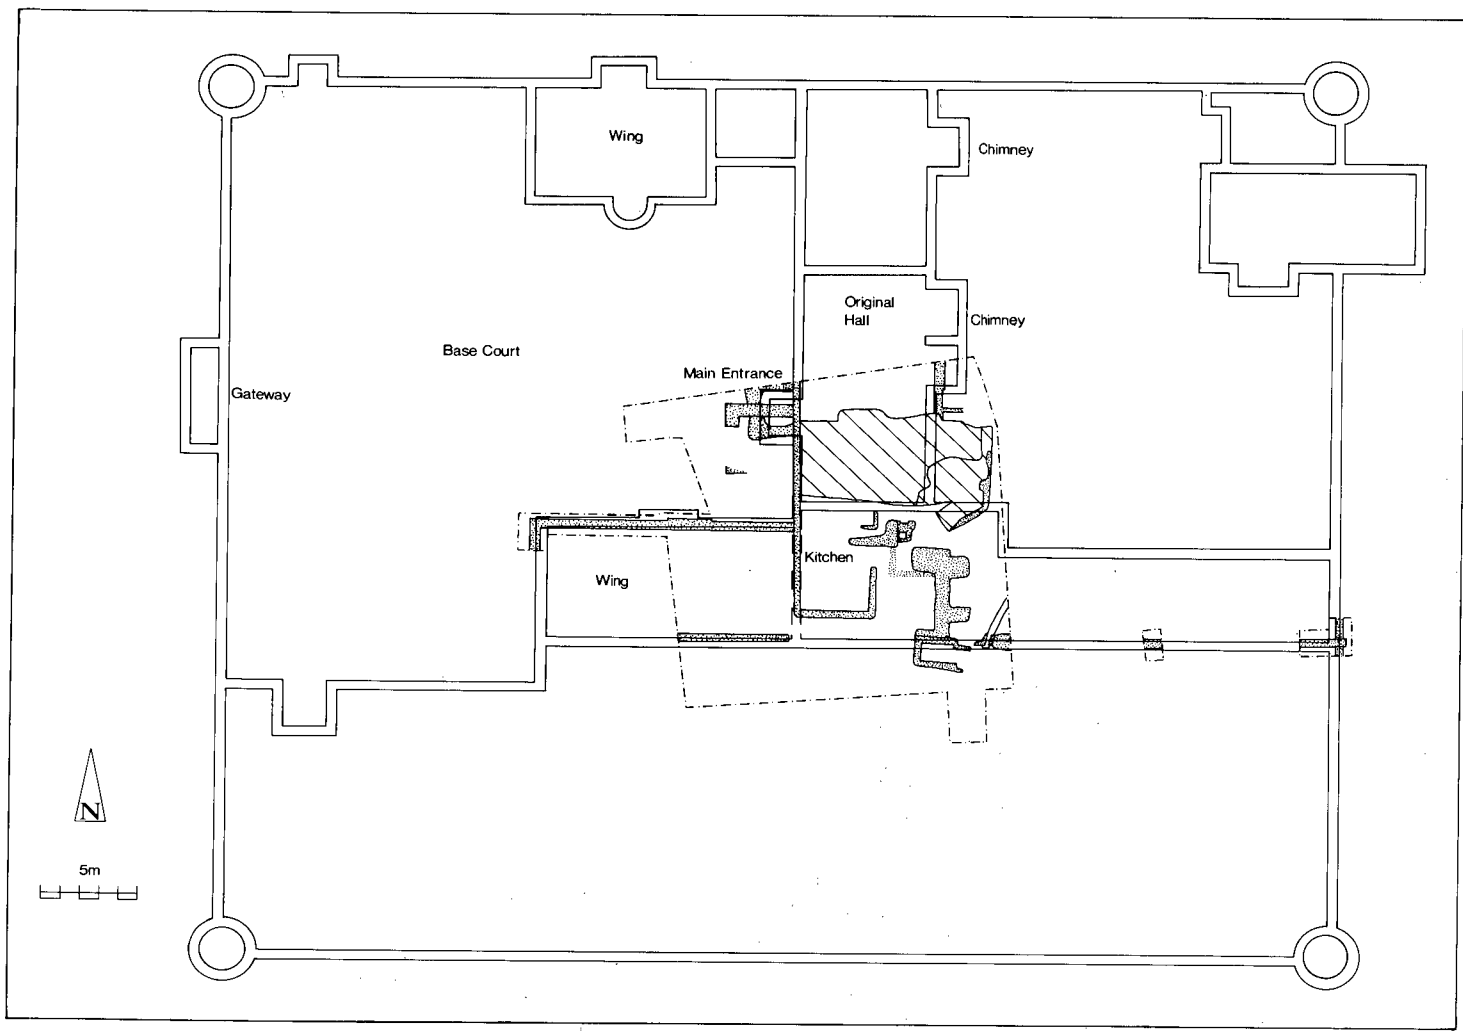 Wing
Chimney
Original
Hall
Chimney
Base Court
Main Entrance
Gateway
Kitchen
Wing
N
5m